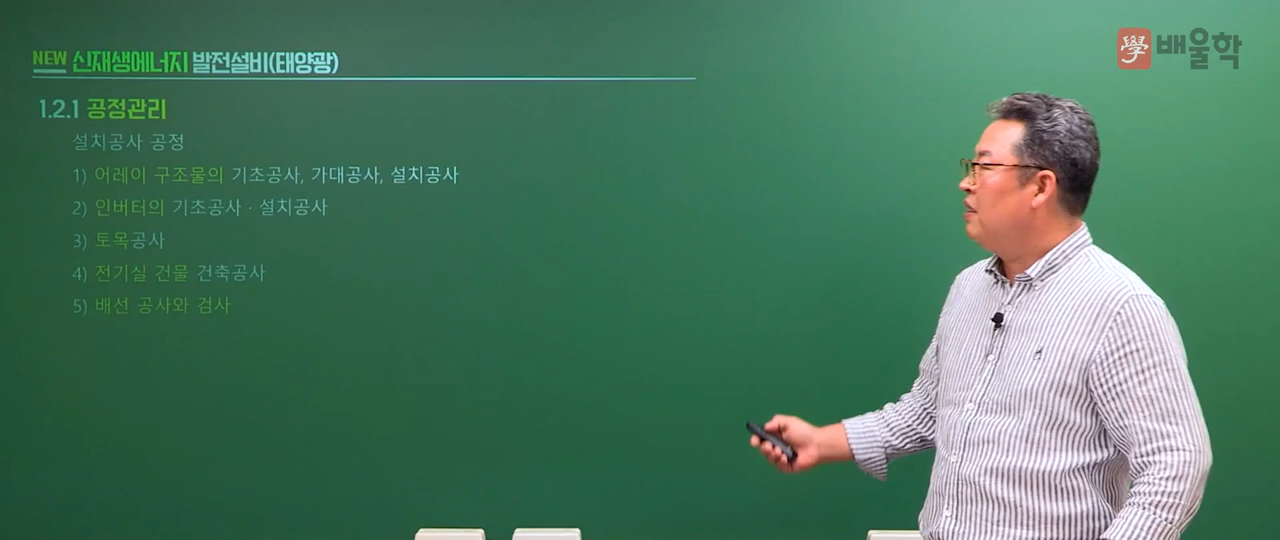 NEW 신재생에너지 발전설비(태양광)
學 배울학
1.2.1 공정관리
설치공사 공정
1) 어레이 구조물의 기초공사, 가대공사, 설치공사
2) 인버터의 기초공사 · 설치공사
3) 토목공사
4) 전기실 건물 건축공사
5) 배선 공사와 검사